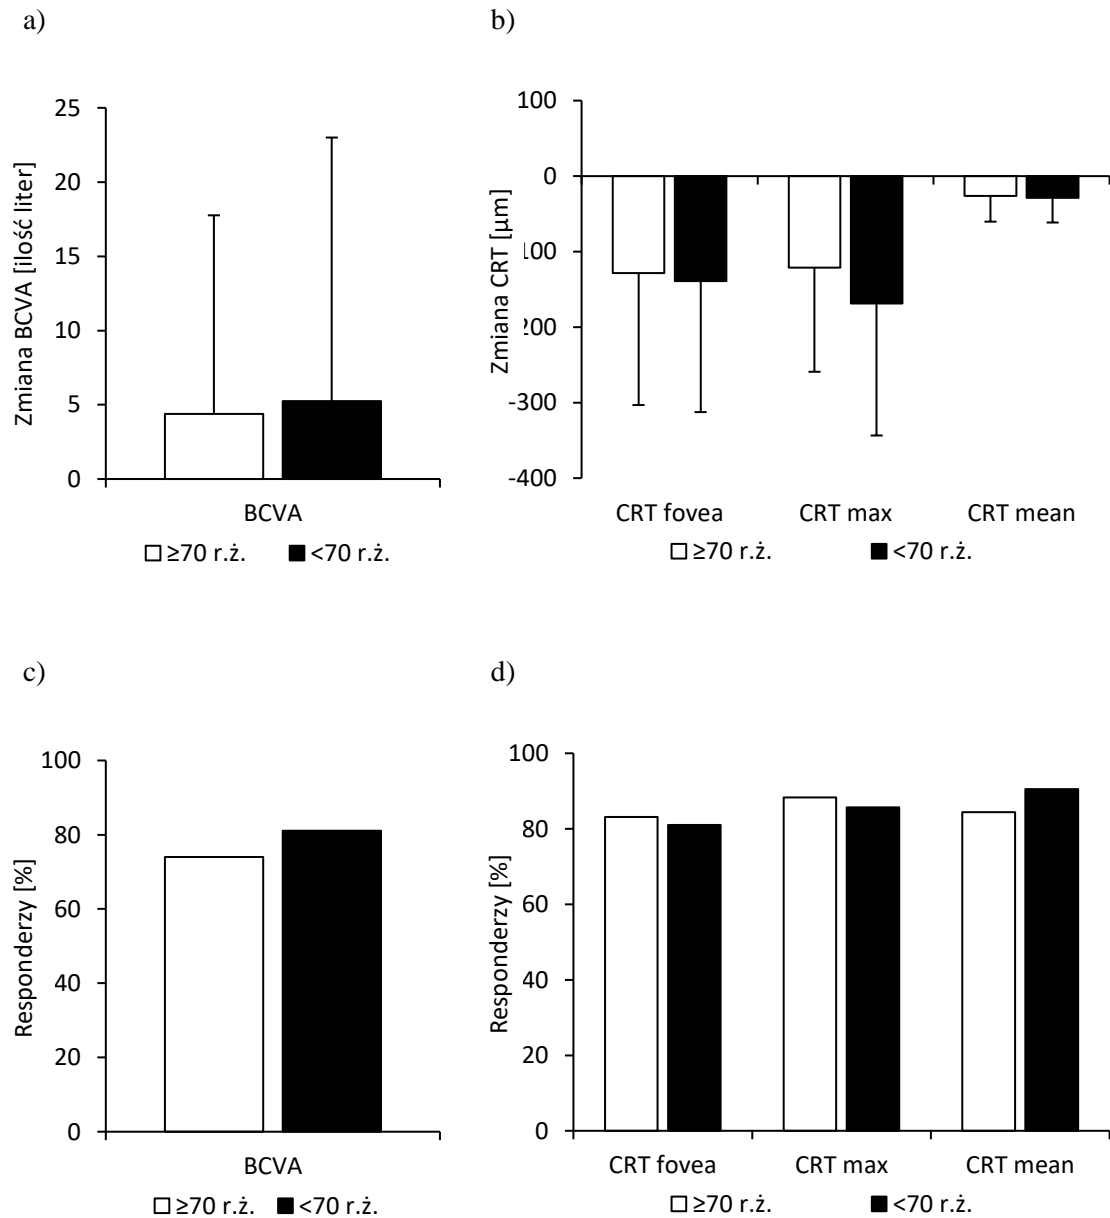 a)
b)
Zmiana BCVA [ilość liter]
25
20
15
10
5
0
BCVA
≥70 r.ż. <70 r.ż.
Zmiana CRT [µm]
100
0
100
200
-300
-400
CRT fovea CRT max CRT mean
≥70 r.ż. <70 r.ż.
c)
d)
Responderzy [%]
100
80
60
40
20
0
BCVA
≥70 r.ż. <70 r.ż.
Responderzy [%]
100
80
60
40
20
0
CRT fovea CRT max CRT mean
≥70 r.ż. <70 r.ż.